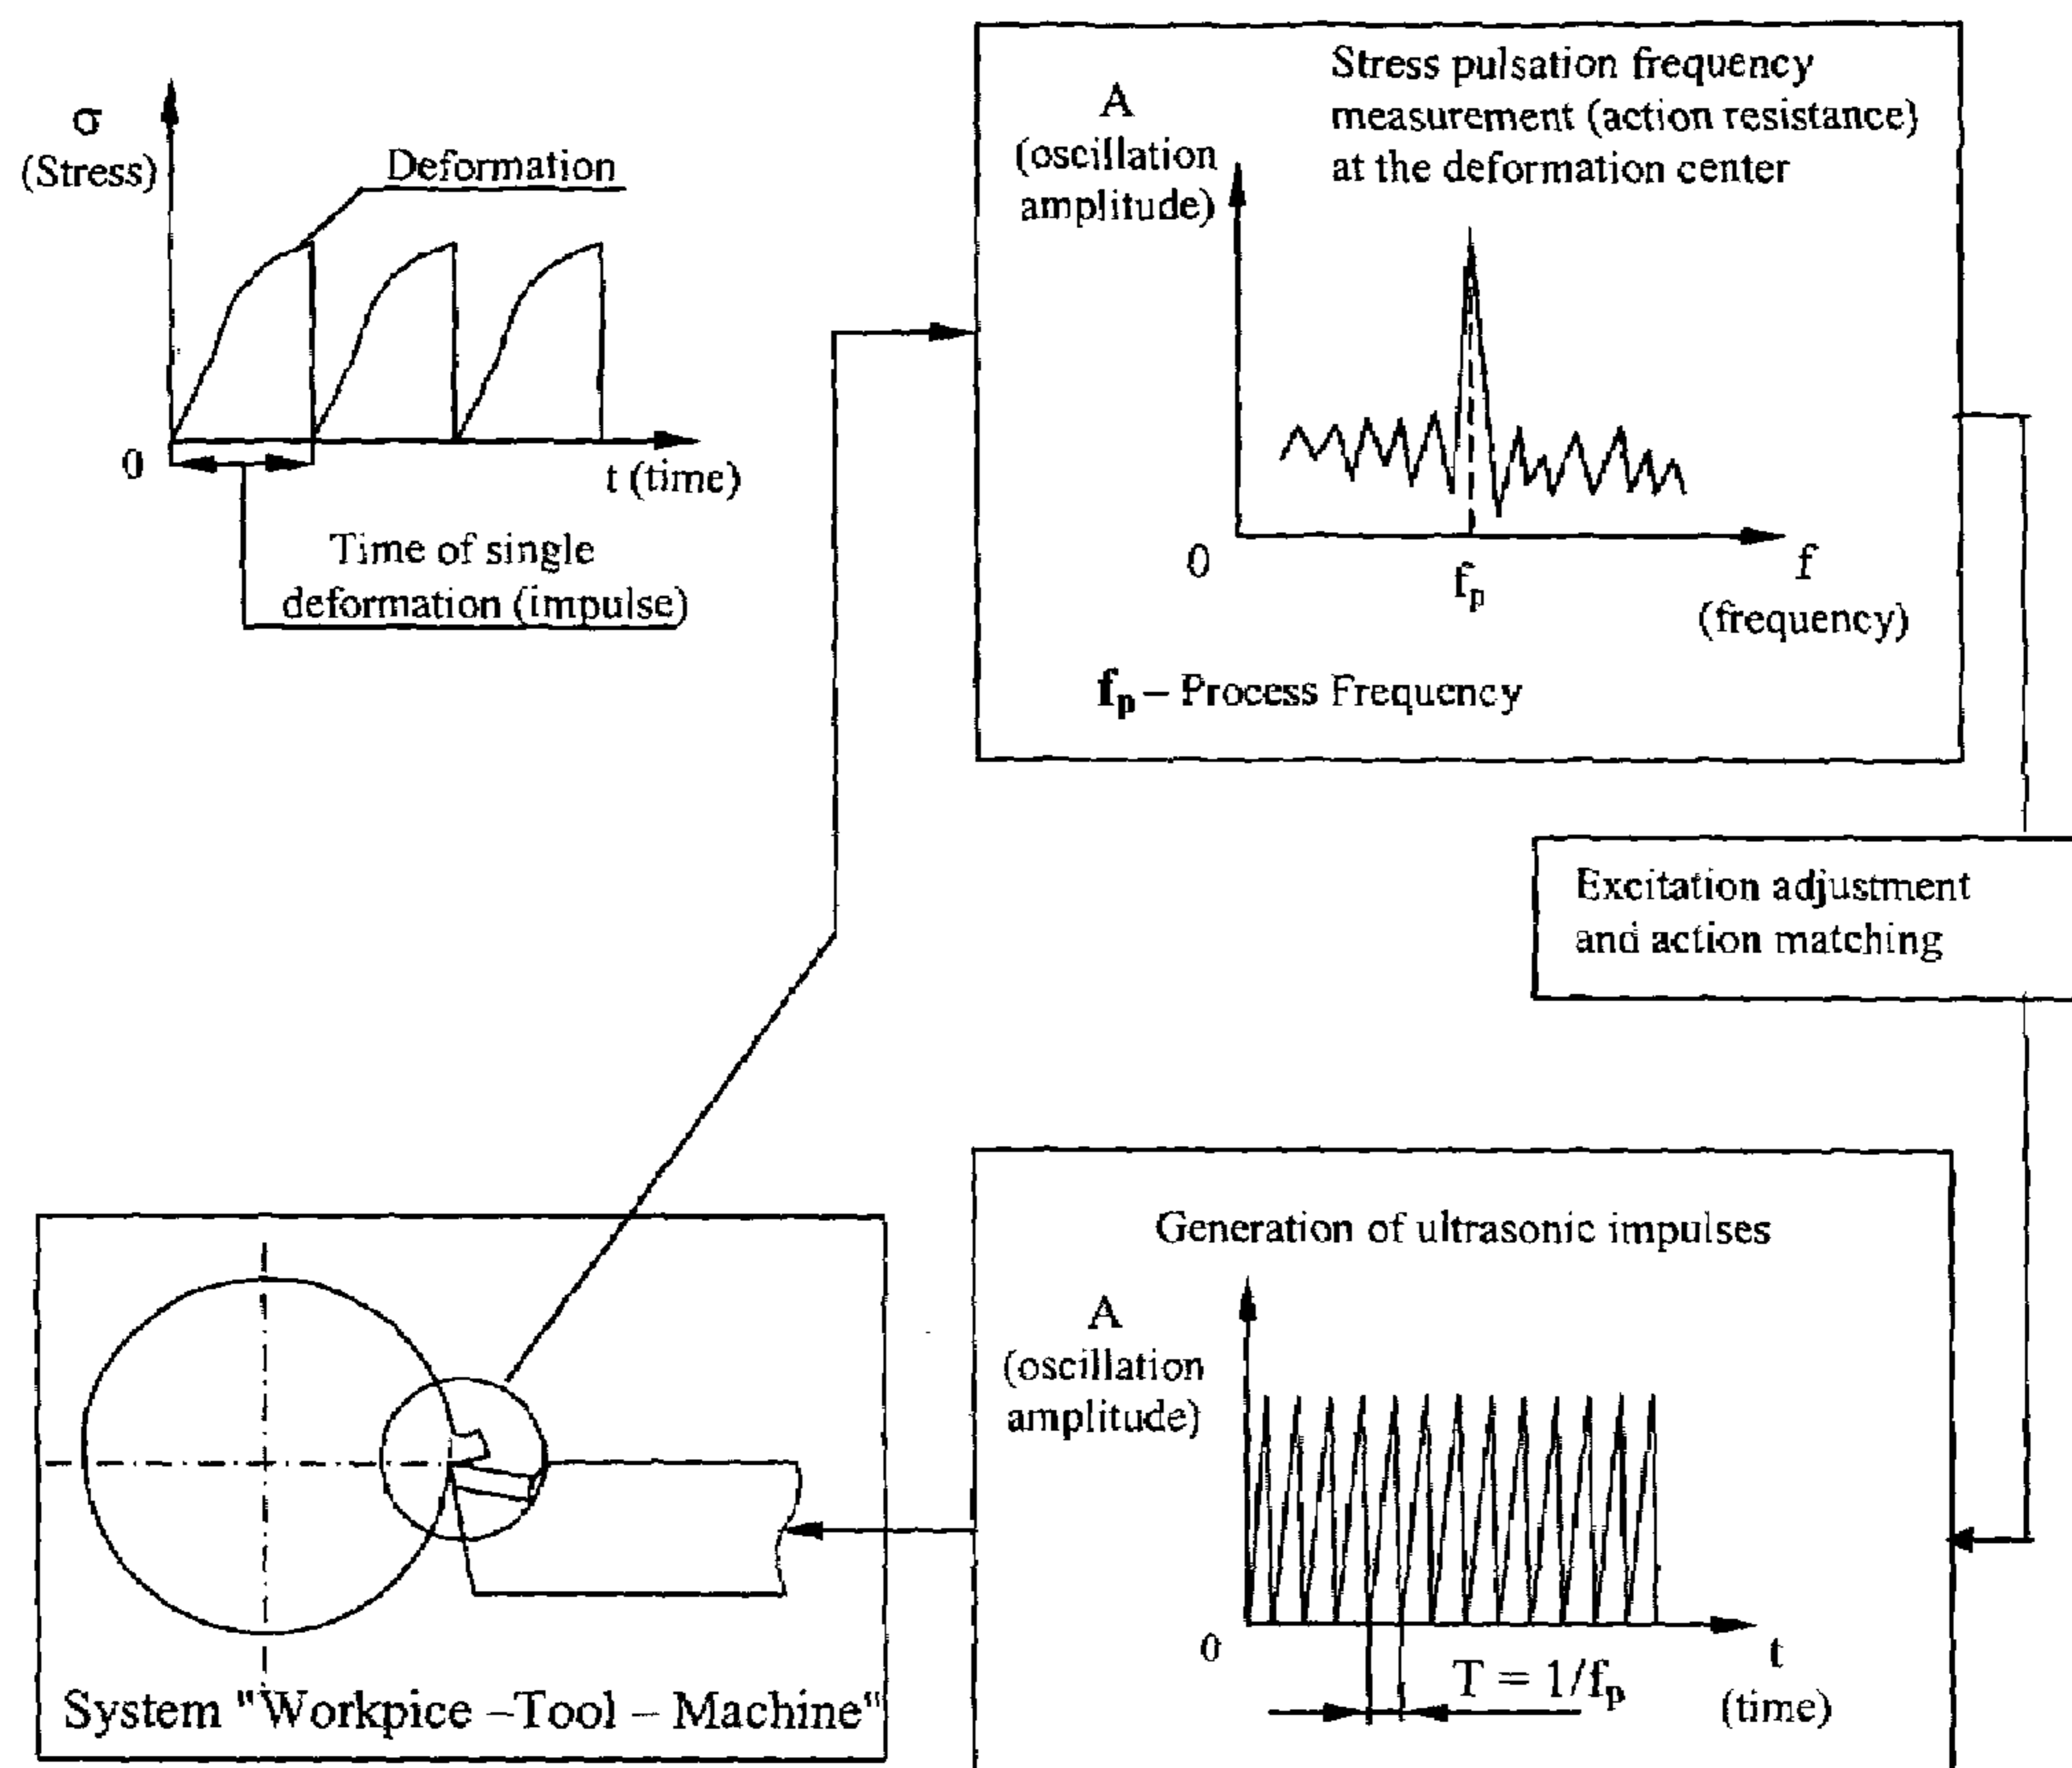 σ
(Stress)
Deformation
0
t (time)
Time of single
deformation (impulse)
Stress pulsation frequency
measurement (action resistance)
at the deformation center
A
(oscillation
amplitude)
0
fₚ
f
(frequency)
fₚ – Process Frequency
Excitation adjustment
and action matching
Generation of ultrasonic impulses
A
(oscillation
amplitude)
0
T = 1/fₚ
t
(time)
System "Workpice –Tool – Machine"